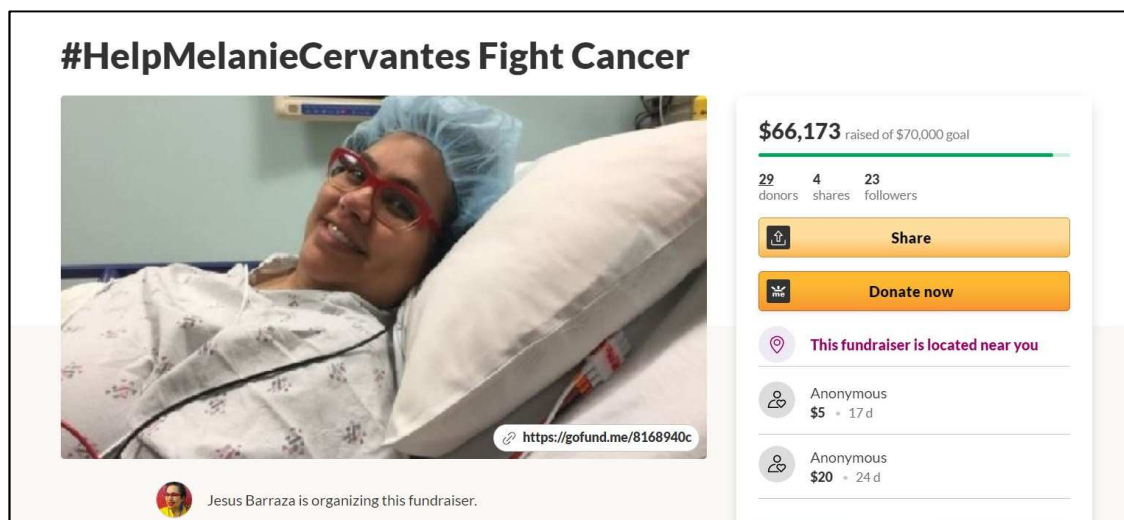 #HelpMelanieCervantes Fight Cancer
https://gofund.me/8168940c
Jesus Barraza is organizing this fundraiser.
$66,173 raised of $70,000 goal
29 4 23
donors shares followers
Share
me Donate now
This fundraiser is located near you
Anonymous
$5 • 17 d
Anonymous
$20 • 24 d